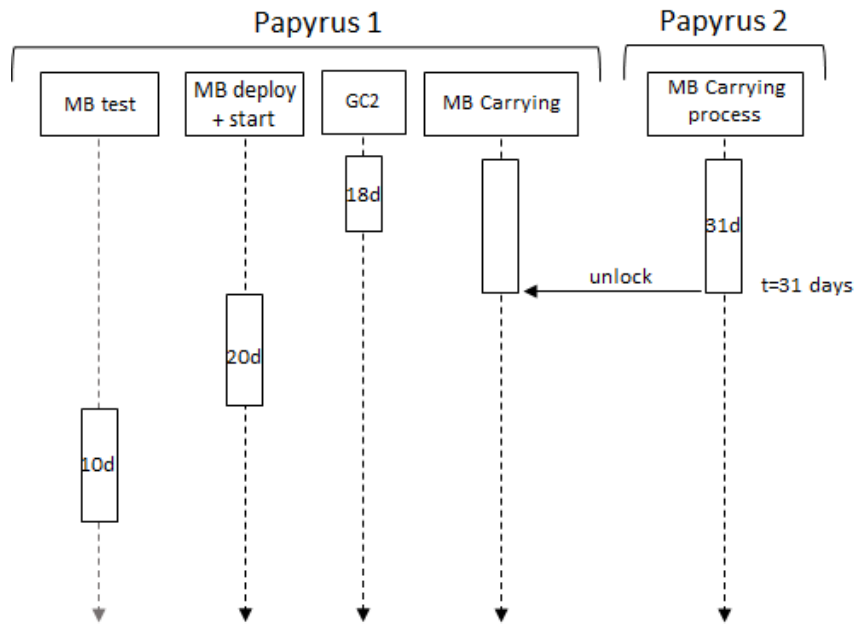 Papyrus 1
Papyrus 2
MB test
MB deploy
+ start
GC2
MB Carrying
MB Carrying
process
18d
31d
unlock
t=31 days
20d
10d